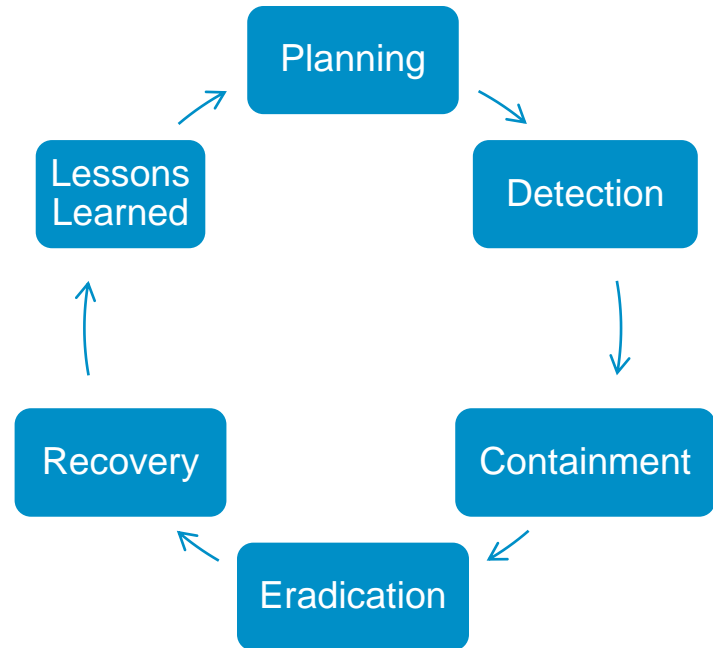 Planning
Detection
Containment
Eradication
Recovery
Lessons
Learned